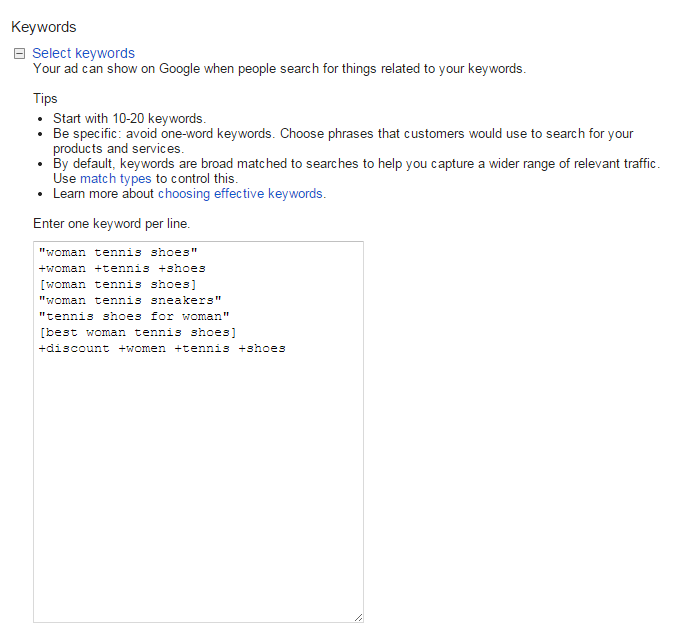 Keywords
Select keywords
Your ad can show on Google when people search for things related to your keywords.
Tips
Start with 10-20 keywords.
Be specific: avoid one-word keywords. Choose phrases that customers would use to search for your
products and services.
By default, keywords are broad matched to searches to help you capture a wider range of relevant traffic.
Use match types to control this.
Learn more about choosing effective keywords.
Enter one keyword per line.
"woman tennis shoes"
+woman +tennis +shoes
[woman tennis shoes]
"woman tennis sneakers"
"tennis shoes for woman"
[best woman tennis shoes]
+discount +women +tennis +shoes